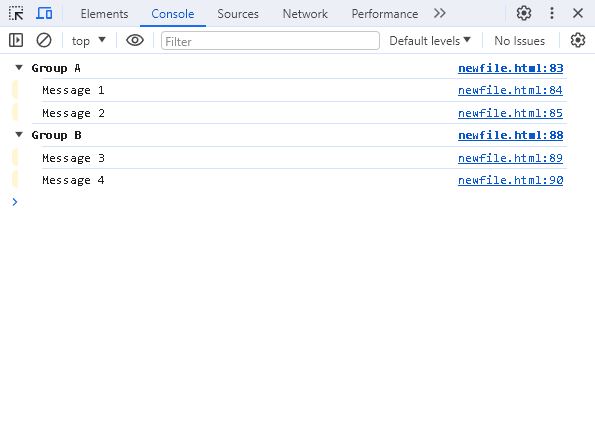 Elements Console Sources Network Performance
top Filter Default levels No Issues
Group A newfile.html:83
Message 1 newfile.html:84
Message 2 newfile.html:85
Group B newfile.html:88
Message 3 newfile.html:89
Message 4 newfile.html:90